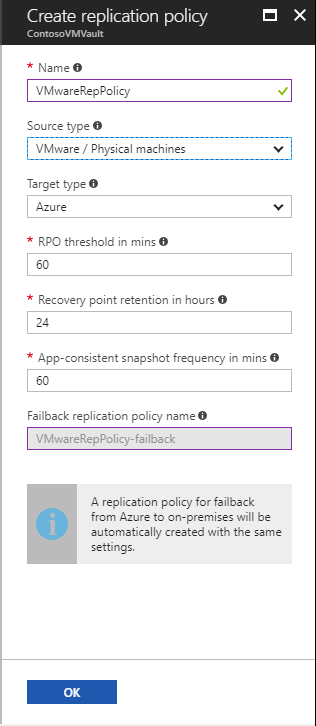 Create replication policy
ContosoVMVault
* Name
VMwareRepPolicy
Source type
VMware / Physical machines
Target type
Azure
* RPO threshold in mins
60
* Recovery point retention in hours
24
* App-consistent snapshot frequency in mins
60
Failback replication policy name
VMwareRepPolicy-failback
A replication policy for failback
from Azure to on-premises will be
automatically created with the same
settings.
OK